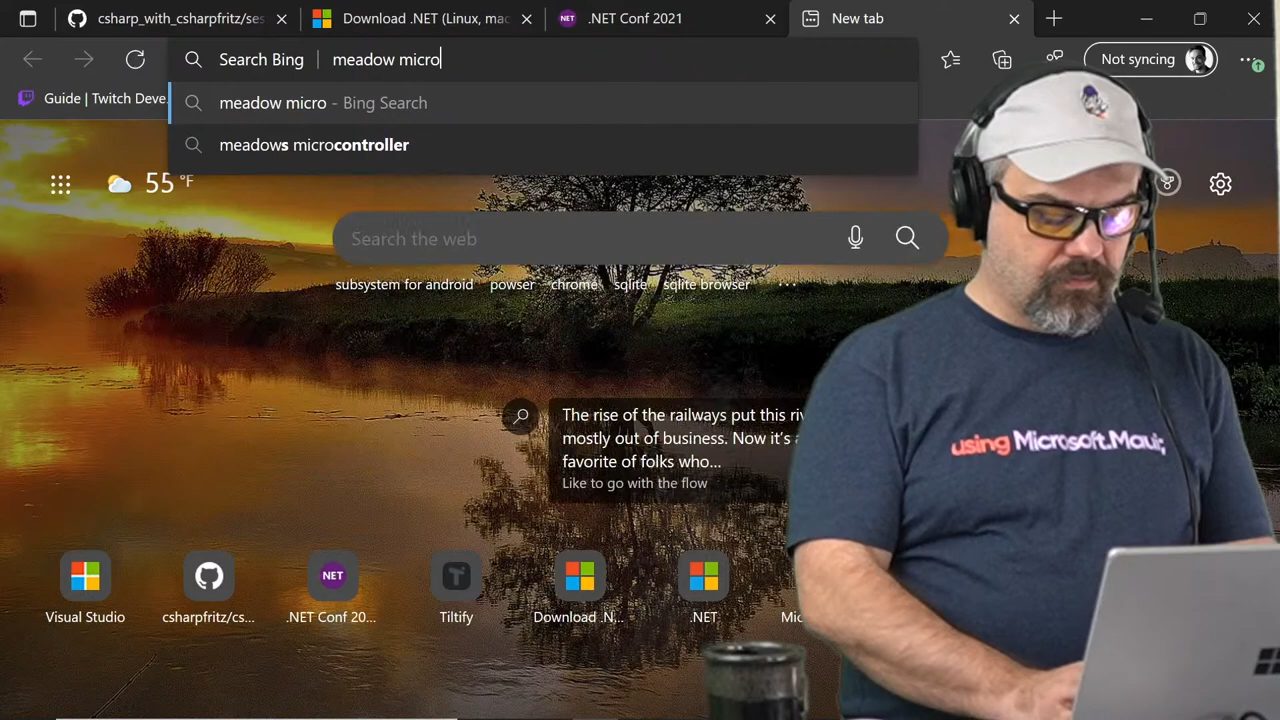 csharp_with_csharpfritz/ses
Download .NET (Linux, mac
NET
.NET Conf 2021
New tab
Search Bing
meadow micro
Not syncing
Guide | Twitch Deve
meadow micro - Bing Search
meadows microcontroller
55 °F
Search the web
subsystem for android
powser
chrome
sqlite
sqlite browser
The rise of the railways put this riv
mostly out of business. Now it's a
favorite of folks who...
Like to go with the flow
using Microsoft.Maui;
NET
Visual Studio
csharpfritz/cs...
.NET Conf 20...
Tiltify
Download .N...
.NET
Mic